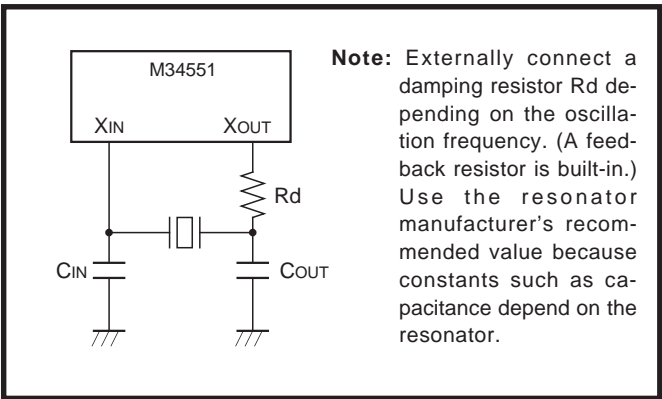 M34551
XIN XOUT
Rd
CIN COUT
Note: Externally connect a
damping resistor Rd de-
pending on the oscilla-
tion frequency. (A feed-
back resistor is built-in.)
Use the resonator
manufacturer's recom-
mended value because
constants such as ca-
pacitance depend on the
resonator.